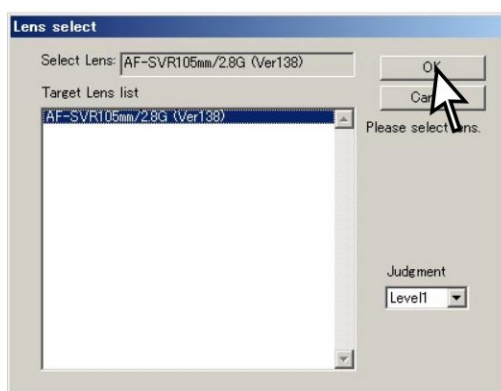 Lens select
Select Lens: AF-SVR105mm/2.8G (Ver138)
OK
Target Lens list
AF-SVR105mm/2.8G (Ver138)
Please select
Judgment
Level1